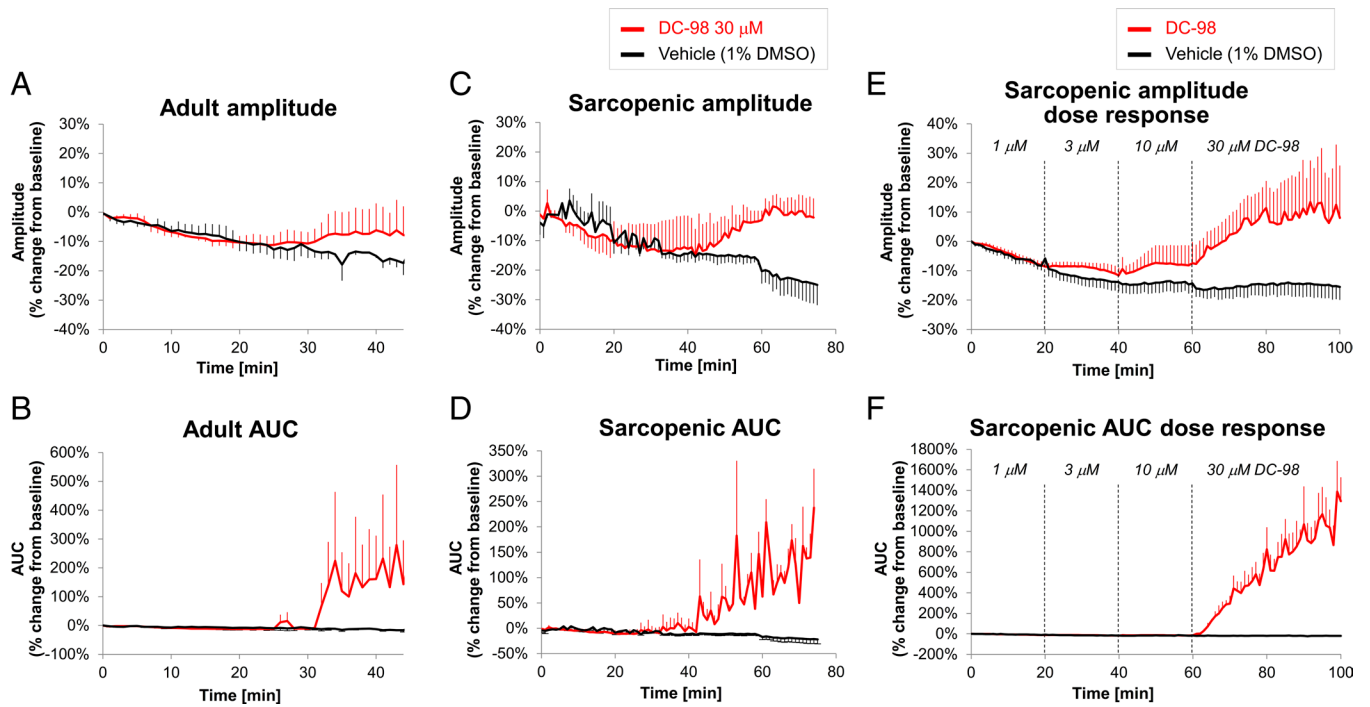 DC-98 30 μM
Vehicle (1% DMSO)
DC-98
Vehicle (1% DMSO)
A
Adult amplitude
Amplitude
(% change from baseline)
30%
20%
10%
0%
-10%
-20%
-30%
-40%
0
10
20
30
40
Time [min]
C
Sarcopenic amplitude
Amplitude
(% change from baseline)
30%
20%
10%
0%
-10%
-20%
-30%
-40%
0
20
40
60
80
Time [min]
E
Sarcopenic amplitude
dose response
1 μM
3 μM
10 μM
30 μM DC-98
Amplitude
(% change from baseline)
40%
30%
20%
10%
0%
-10%
-20%
-30%
0
20
40
60
80
100
Time [min]
B
Adult AUC
AUC
(% change from baseline)
600%
500%
400%
300%
200%
100%
0%
-100%
0
10
20
30
40
Time [min]
D
Sarcopenic AUC
AUC
(% change from baseline)
350%
300%
250%
200%
150%
100%
50%
0%
-50%
0
20
40
60
80
Time [min]
F
Sarcopenic AUC dose response
1 μM
3 μM
10 μM
30 μM DC-98
AUC
(% change from baseline)
1800%
1600%
1400%
1200%
1000%
800%
600%
400%
200%
0%
-200%
0
20
40
60
80
100
Time [min]